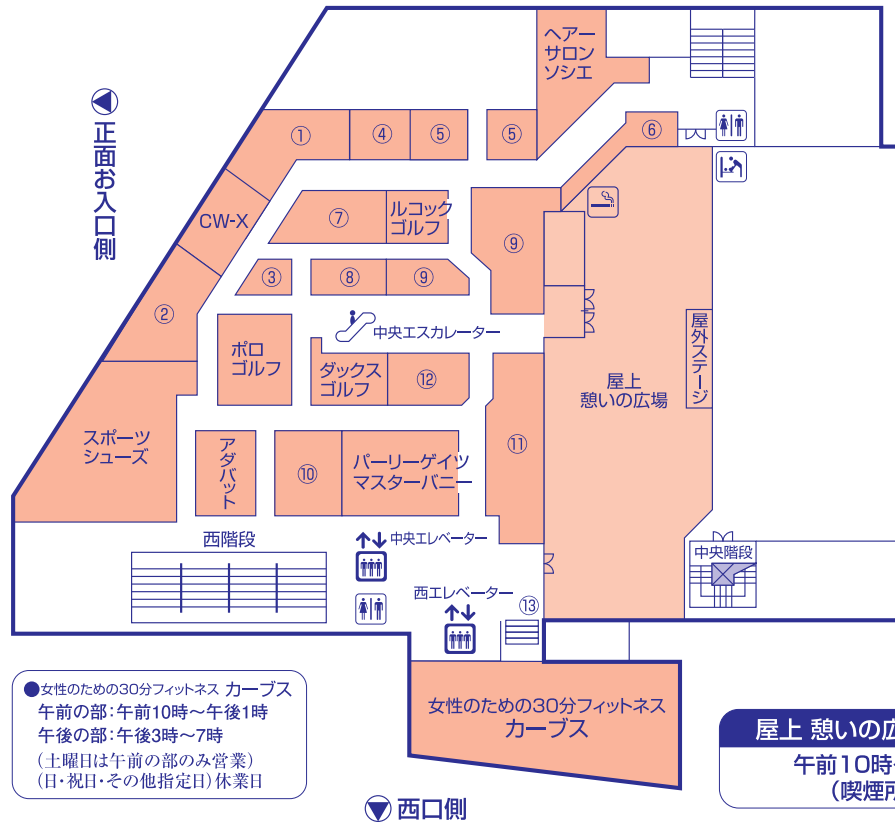 ヘアー
サロン
ソシエ
正面お入口側
①
④
⑤
⑤
⑥
CW-X
⑦
ルコック
ゴルフ
⑨
②
③
⑧
⑨
中央エスカレーター
ポロ
ゴルフ
ダックス
ゴルフ
⑫
屋外ステージ
屋上
憩いの広場
スポーツ
シューズ
アダバット
⑩
パーリーゲイツ
マスターバニー
⑪
西階段
中央エレベーター
中央階段
西エレベーター
⑬
●女性のための30分フィットネス カーブス
午前の部:午前10時~午後1時
午後の部:午後3時~7時
(土曜日は午前の部のみ営業)
(日・祝日・その他指定日)休業日
女性のための30分フィットネス
カーブス
屋上 憩いの広
午前10時
(喫煙所
西口側